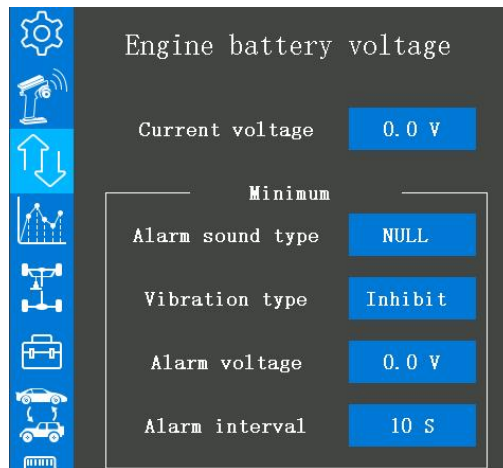 Engine battery voltage
Current voltage 0.0 V
Minimum
Alarm sound type NULL
Vibration type Inhibit
Alarm voltage 0.0 V
Alarm interval 10 S